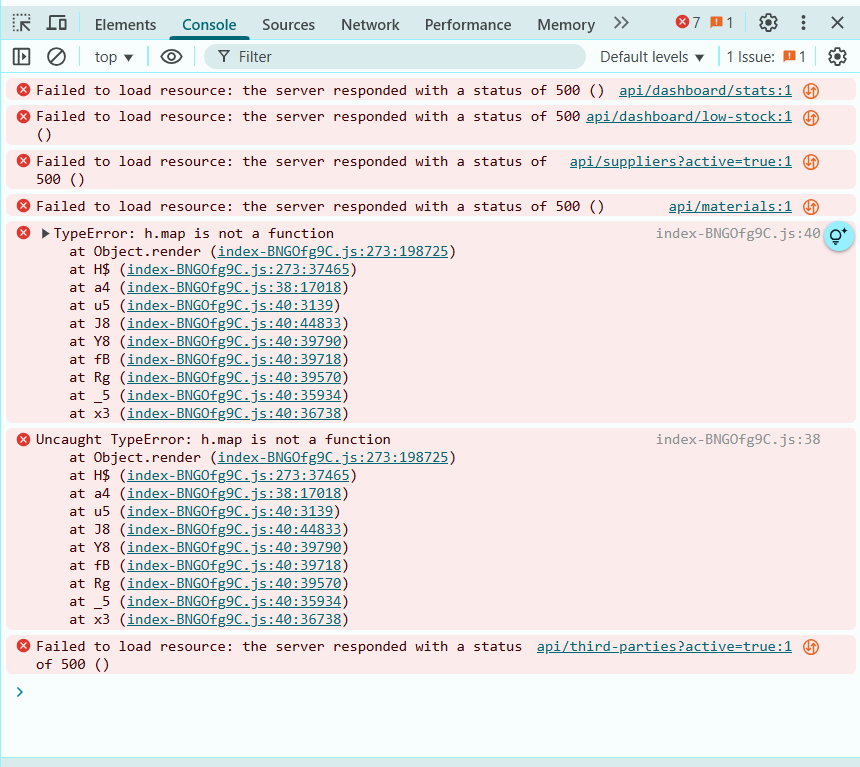 Elements Console Sources Network Performance Memory 7 1
top Filter Default levels 1 Issue: 1
Failed to load resource: the server responded with a status of 500 () api/dashboard/stats:1
Failed to load resource: the server responded with a status of 500 api/dashboard/low-stock:1
()
Failed to load resource: the server responded with a status of api/suppliers?active=true:1
500 ()
Failed to load resource: the server responded with a status of 500 () api/materials:1
TypeError: h.map is not a function index-BNGOfg9C.js:40
at Object.render (index-BNGOfg9C.js:273:198725)
at H$ (index-BNGOfg9C.js:273:37465)
at a4 (index-BNGOfg9C.js:38:17018)
at u5 (index-BNGOfg9C.js:40:3139)
at J8 (index-BNGOfg9C.js:40:44833)
at Y8 (index-BNGOfg9C.js:40:39790)
at fB (index-BNGOfg9C.js:40:39718)
at Rg (index-BNGOfg9C.js:40:39570)
at _5 (index-BNGOfg9C.js:40:35934)
at x3 (index-BNGOfg9C.js:40:36738)
Uncaught TypeError: h.map is not a function index-BNGOfg9C.js:38
at Object.render (index-BNGOfg9C.js:273:198725)
at H$ (index-BNGOfg9C.js:273:37465)
at a4 (index-BNGOfg9C.js:38:17018)
at u5 (index-BNGOfg9C.js:40:3139)
at J8 (index-BNGOfg9C.js:40:44833)
at Y8 (index-BNGOfg9C.js:40:39790)
at fB (index-BNGOfg9C.js:40:39718)
at Rg (index-BNGOfg9C.js:40:39570)
at _5 (index-BNGOfg9C.js:40:35934)
at x3 (index-BNGOfg9C.js:40:36738)
Failed to load resource: the server responded with a status api/third-parties?active=true:1
of 500 ()